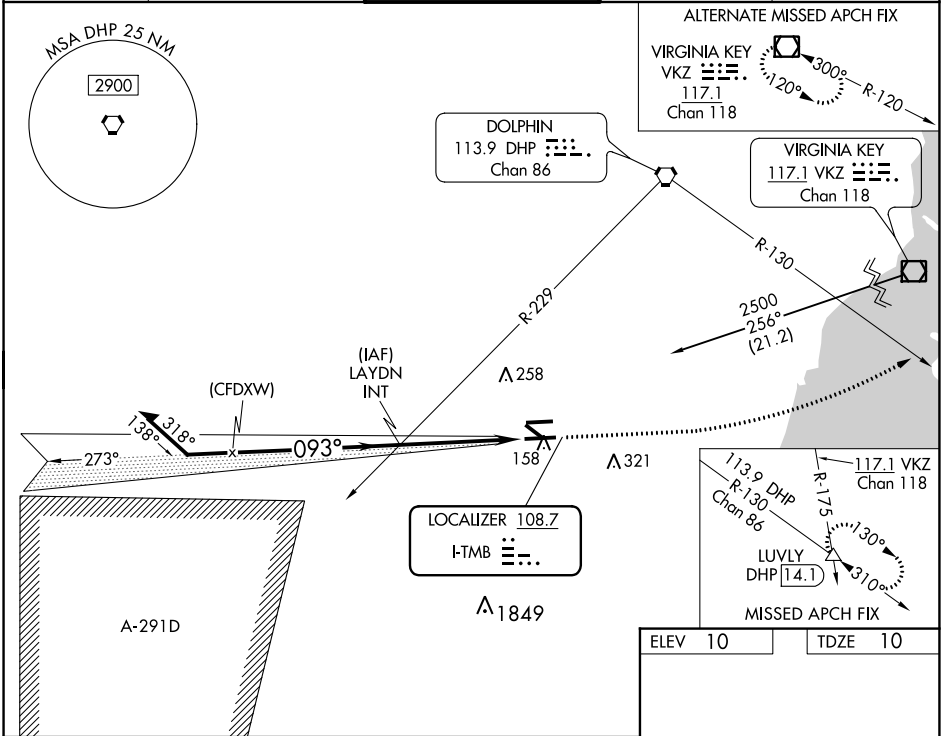 MSA DHP 25 NM
2900
ALTERNATE MISSED APCH FIX
VIRGINIA KEY
VKZ
117.1
Chan 118
300°
R-120
120°
DOLPHIN
113.9 DHP
Chan 86
VIRGINIA KEY
117.1 VKZ
Chan 118
R-130
R-229
2500
256°
(21.2)
(IAF)
LAYDN
INT
258
(CFDXW)
318°
138°
093°
273°
158
321
LOCALIZER 108.7
I-TMB
1849
A-291D
113.9 DHP
R-130
Chan 86
117.1 VKZ
Chan 118
R-175
130°
LUVLY
DHP 14.1
310°
MISSED APCH FIX
ELEV 10
TDZE 10